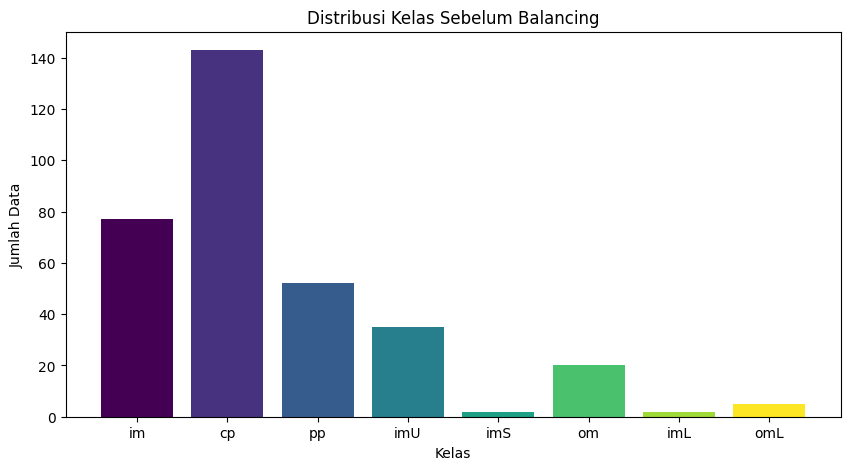 Distribusi Kelas Sebelum Balancing
140
120
100
80
60
40
20
0
Jumlah Data
im cp pp imU imS om imL omL
Kelas